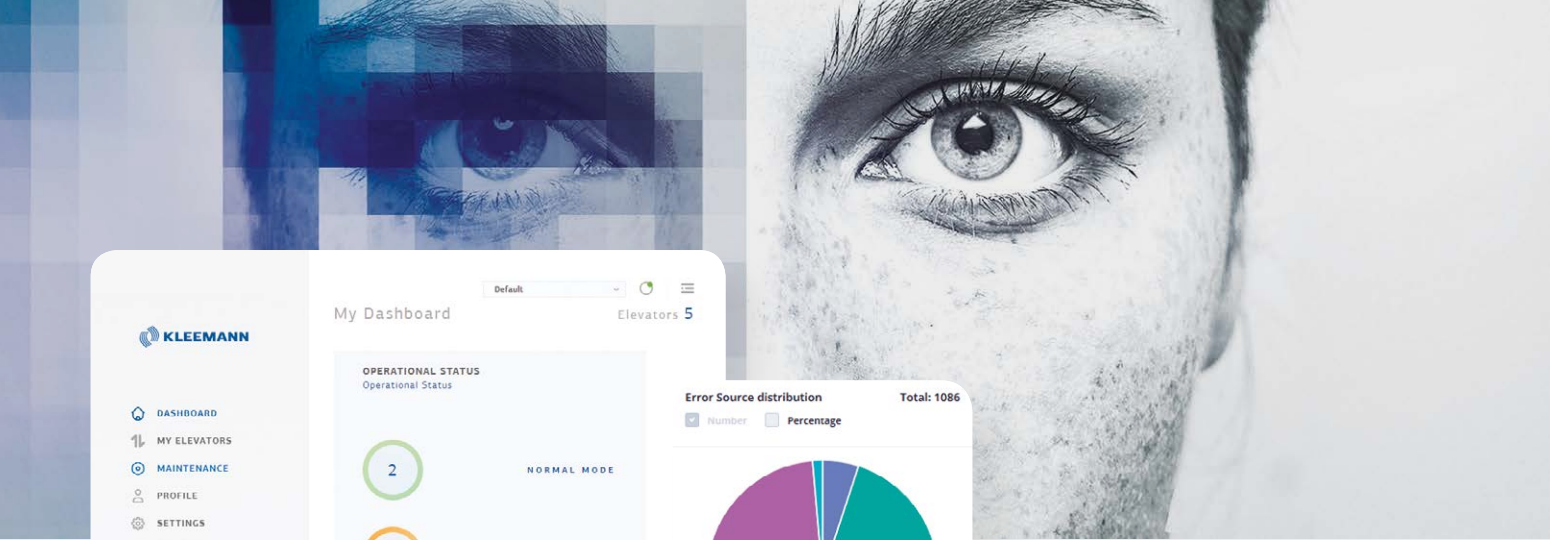 Default
My Dashboard
Elevators 5
KLEEMANN
OPERATIONAL STATUS
Operational Status
DASHBOARD
MY ELEVATORS
MAINTENANCE
PROFILE
SETTINGS
2
NORMAL MODE
Error Source distribution
Total: 1086
Number
Percentage